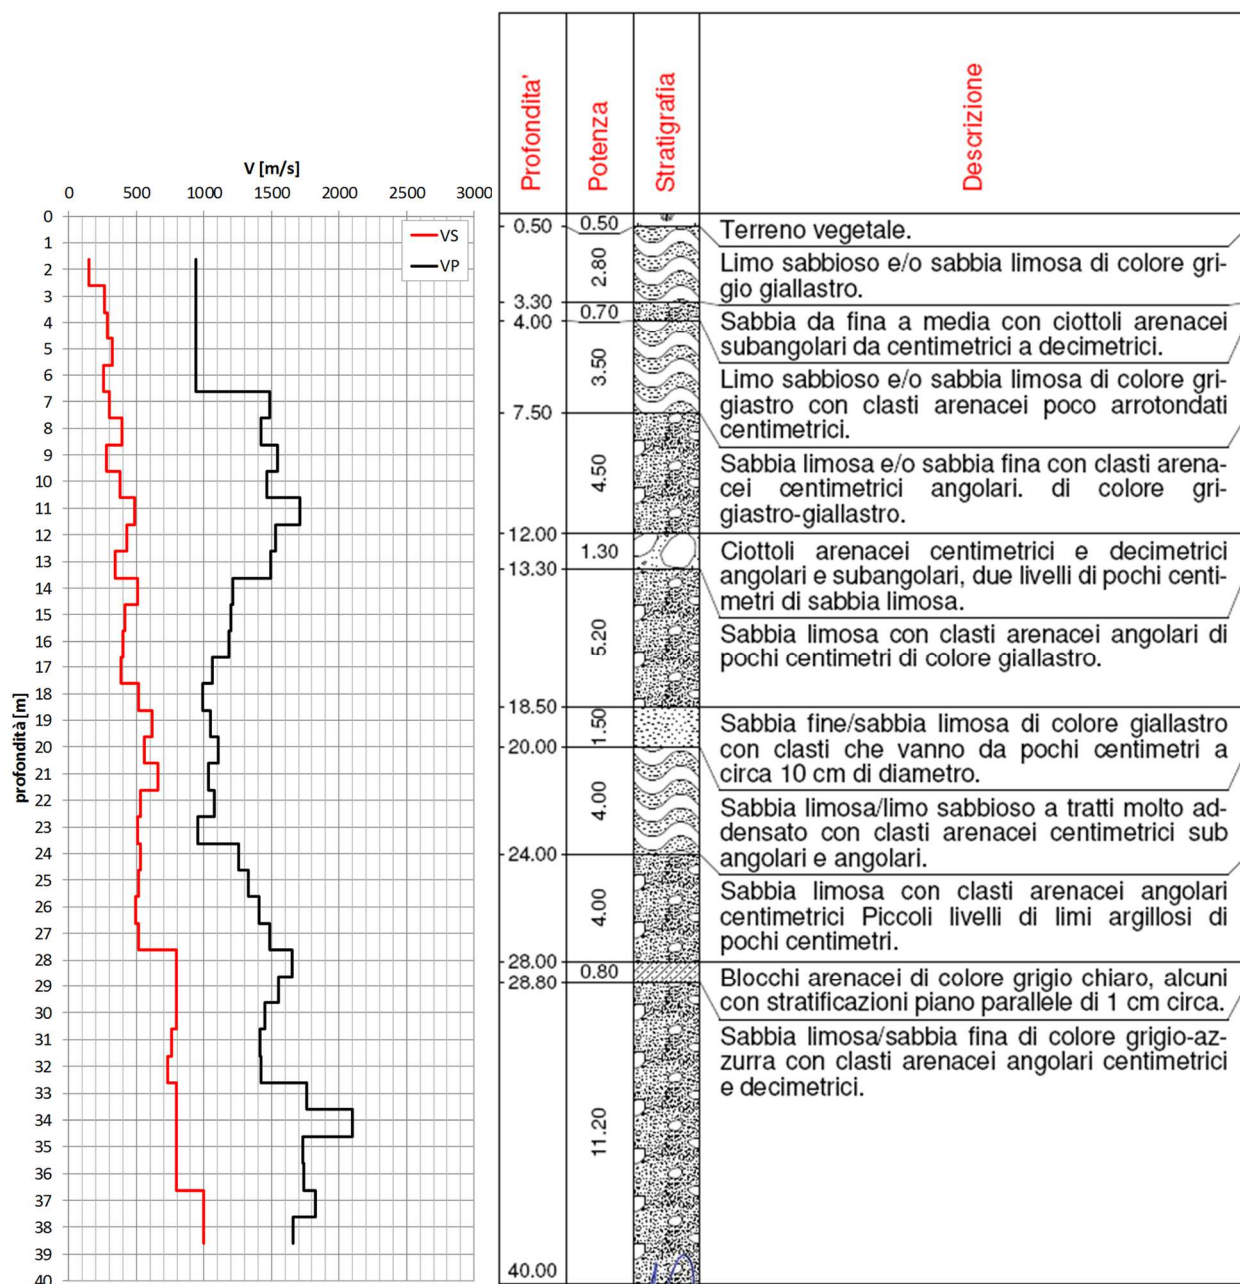 V [m/s]
0 500 1000 1500 2000 2500 3000
VS
VP
profondità [m]
0
1
2
3
4
5
6
7
8
9
10
11
12
13
14
15
16
17
18
19
20
21
22
23
24
25
26
27
28
29
30
31
32
33
34
35
36
37
38
39
40
Profondita' Potenza Stratigrafia Descrizione
0.50 0.50 Terreno vegetale.
2.80 Limo sabbioso e/o sabbia limosa di colore gri-
gio giallastro.
3.30
0.70 Sabbia da fina a media con ciottoli arenacei
4.00 subangolari da centimetrici a decimetrici.
3.50 Limo sabbioso e/o sabbia limosa di colore gri-
giastro con clasti arenacei poco arrotondati
7.50 centimetrici.
4.50 Sabbia limosa e/o sabbia fina con clasti arena-
cei centimetrici angolari. di colore gri-
giastro-giallastro.
12.00
1.30 Ciottoli arenacei centimetrici e decimetrici
13.30 angolari e subangolari, due livelli di pochi centi-
metri di sabbia limosa.
5.20 Sabbia limosa con clasti arenacei angolari di
pochi centimetri di colore giallastro.
18.50
1.50 Sabbia fine/sabbia limosa di colore giallastro
20.00 con clasti che vanno da pochi centimetri a
circa 10 cm di diametro.
4.00 Sabbia limosa/limo sabbioso a tratti molto ad-
densato con clasti arenacei centimetrici sub
24.00 angolari e angolari.
4.00 Sabbia limosa con clasti arenacei angolari
centimetrici Piccoli livelli di limi argillosi di
pochi centimetri.
28.00
0.80 Blocchi arenacei di colore grigio chiaro, alcuni
28.80 con stratificazioni piano parallele di 1 cm circa.
11.20 Sabbia limosa/sabbia fina di colore grigio-az-
zurra con clasti arenacei angolari centimetrici
e decimetrici.
40.00